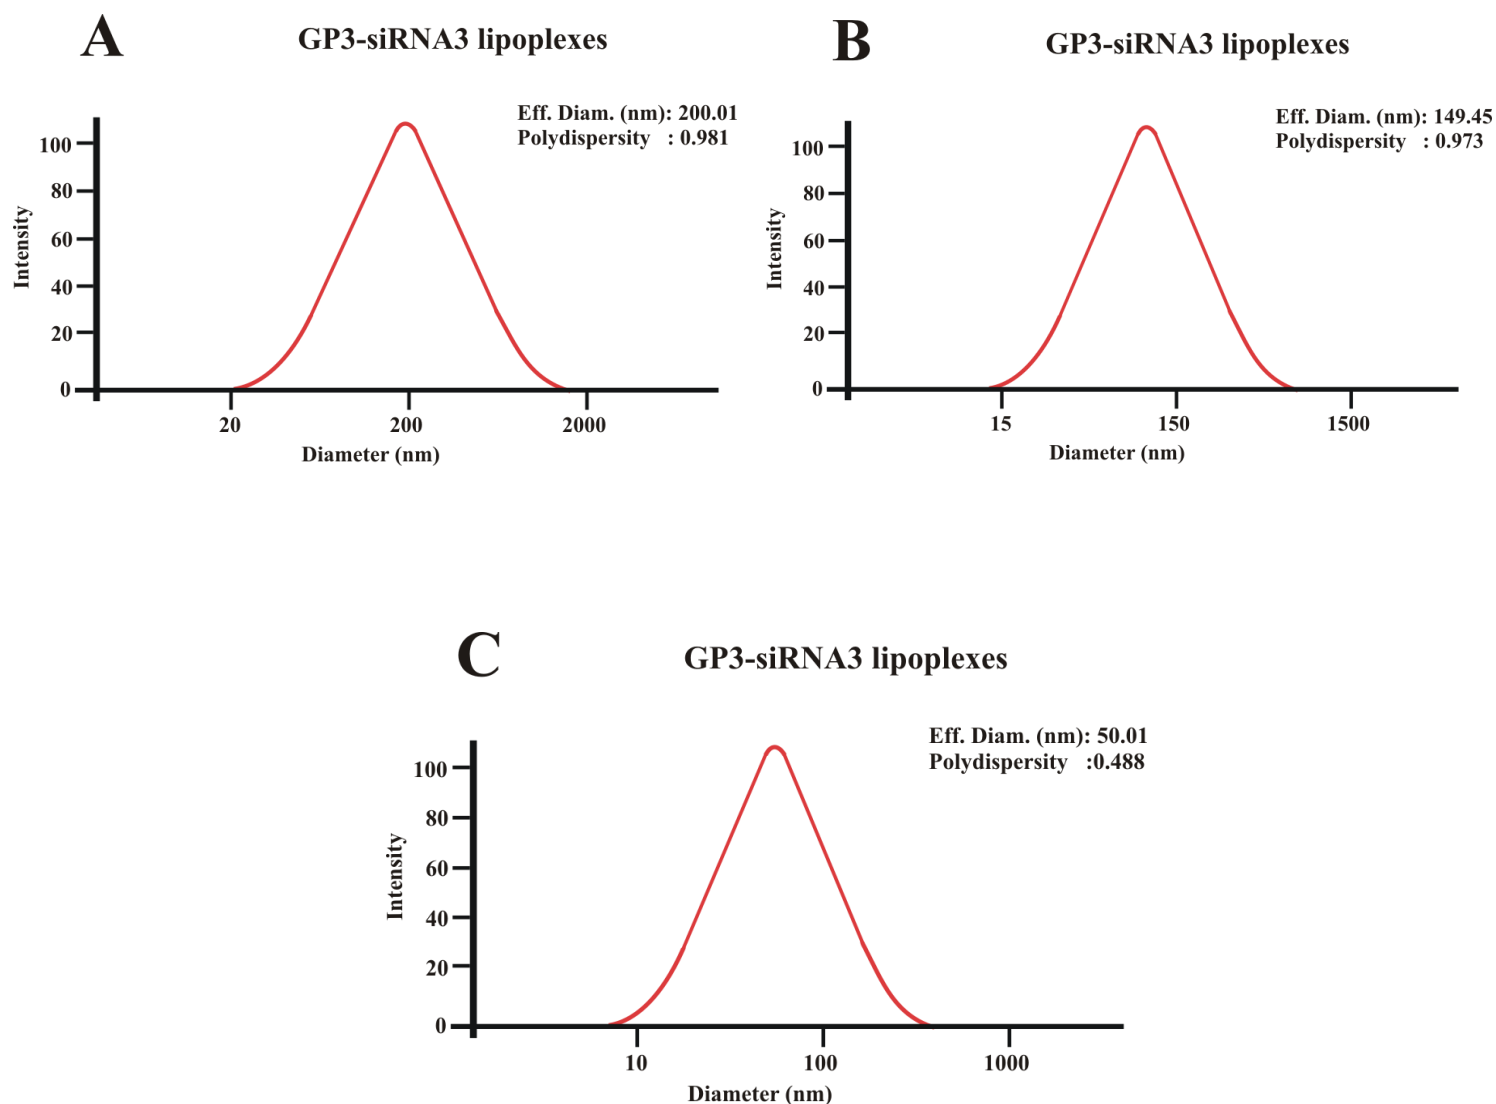 A
GP3-siRNA3 lipoplexes
Eff. Diam. (nm): 200.01
Polydispersity : 0.981
100
80
60
40
20
0
Intensity
20 200 2000
Diameter (nm)
B
GP3-siRNA3 lipoplexes
Eff. Diam. (nm): 149.45
Polydispersity : 0.973
100
80
60
40
20
0
Intensity
15 150 1500
Diameter (nm)
C
GP3-siRNA3 lipoplexes
Eff. Diam. (nm): 50.01
Polydispersity :0.488
100
80
60
40
20
0
Intensity
10 100 1000
Diameter (nm)